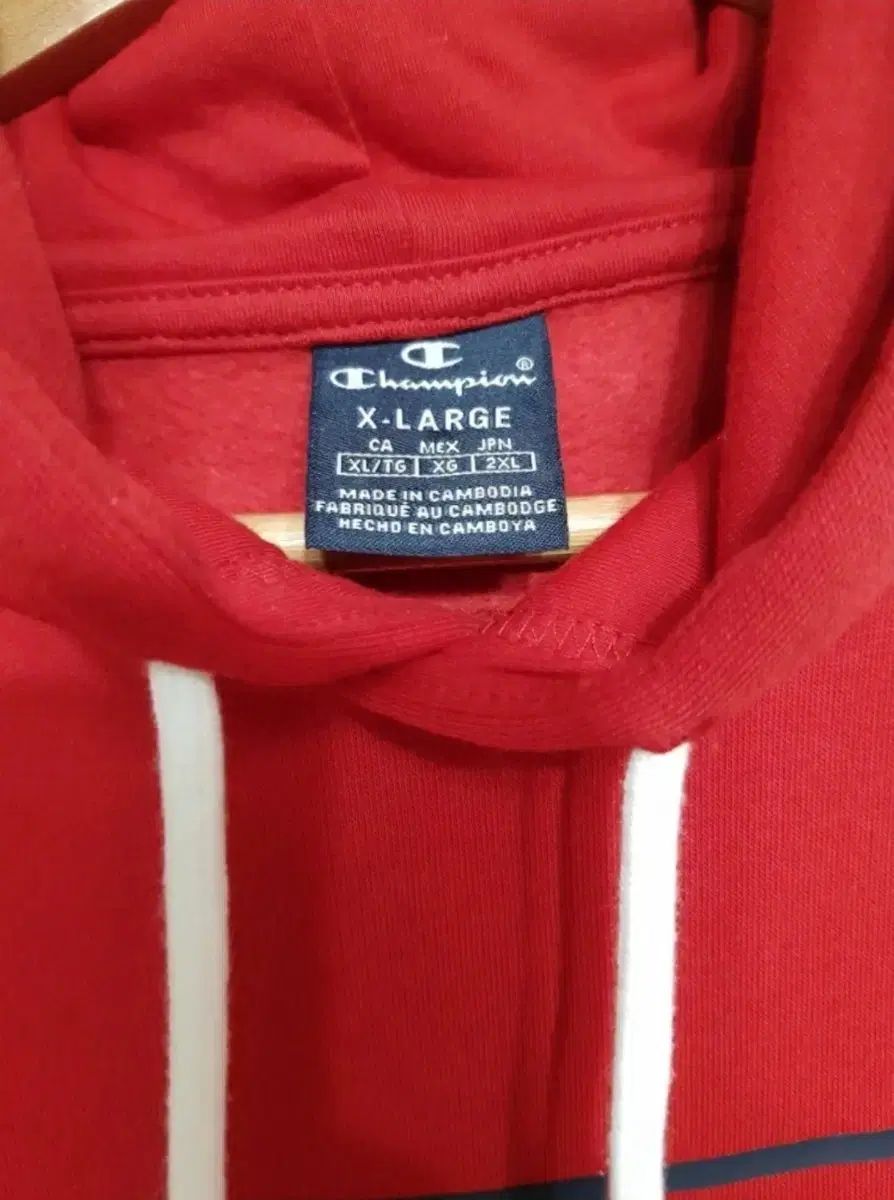 Champion®
X-LARGE
CA MEX JPN
XL/TG XG 2XL
MADE IN CAMBODIA
FABRIQUÉ AU CAMBODGE
HECHO EN CAMBOYA